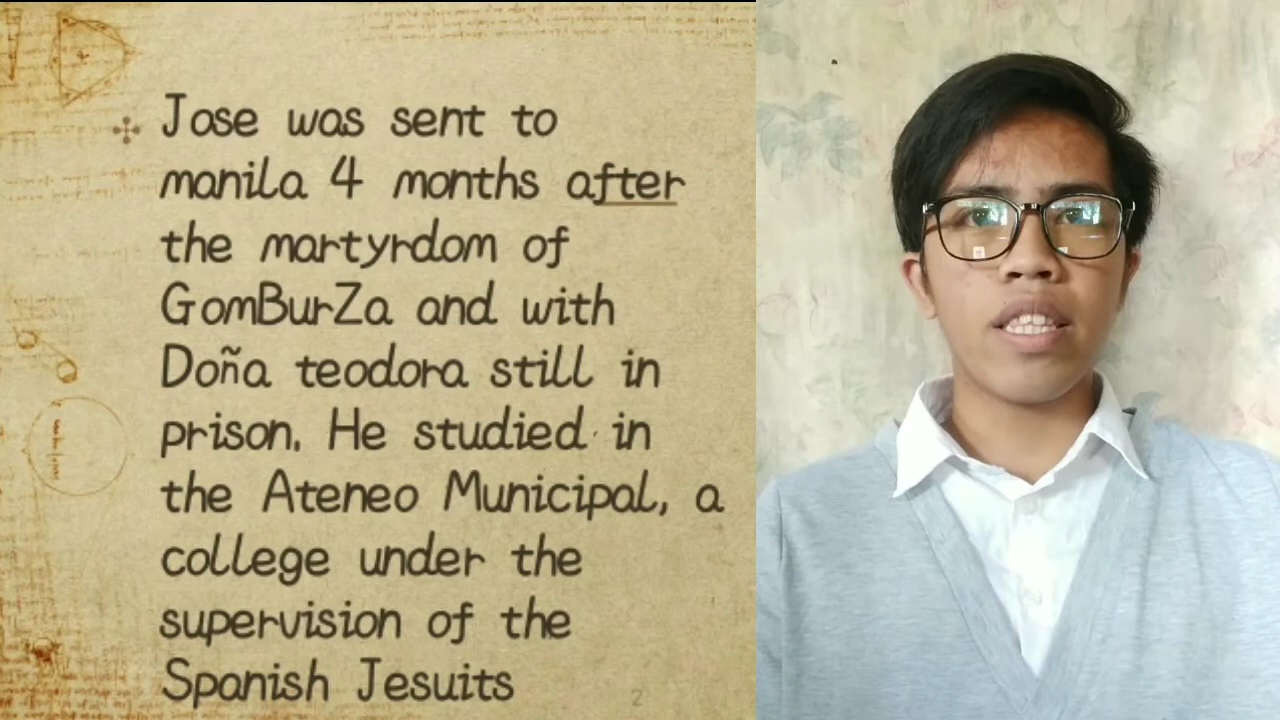 Jose was sent to
manila 4 months after
the martyrdom of
GomBurZa and with
Doña teodora still in
prison. He studied in
the Ateneo Municipal, a
college under the
supervision of the
Spanish Jesuits
2